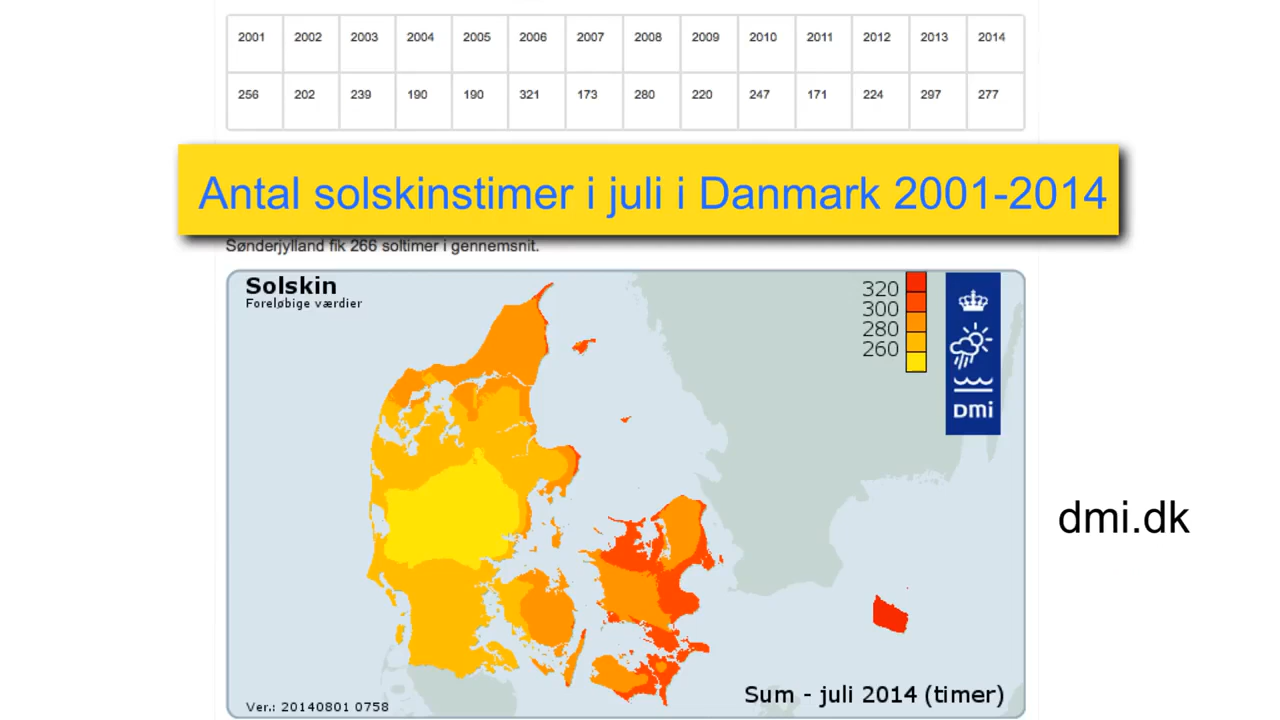 2001 2002 2003 2004 2005 2006 2007 2008 2009 2010 2011 2012 2013 2014
256 202 239 190 190 321 173 280 220 247 171 224 297 277
Antal solskinstimer i juli i Danmark 2001-2014
Sønderjylland fik 266 soltimer i gennemsnit.
Solskin
Foreløbige værdier
320
300
280
260
DMI
dmi.dk
Sum - juli 2014 (timer)
Ver.: 20140801 0758